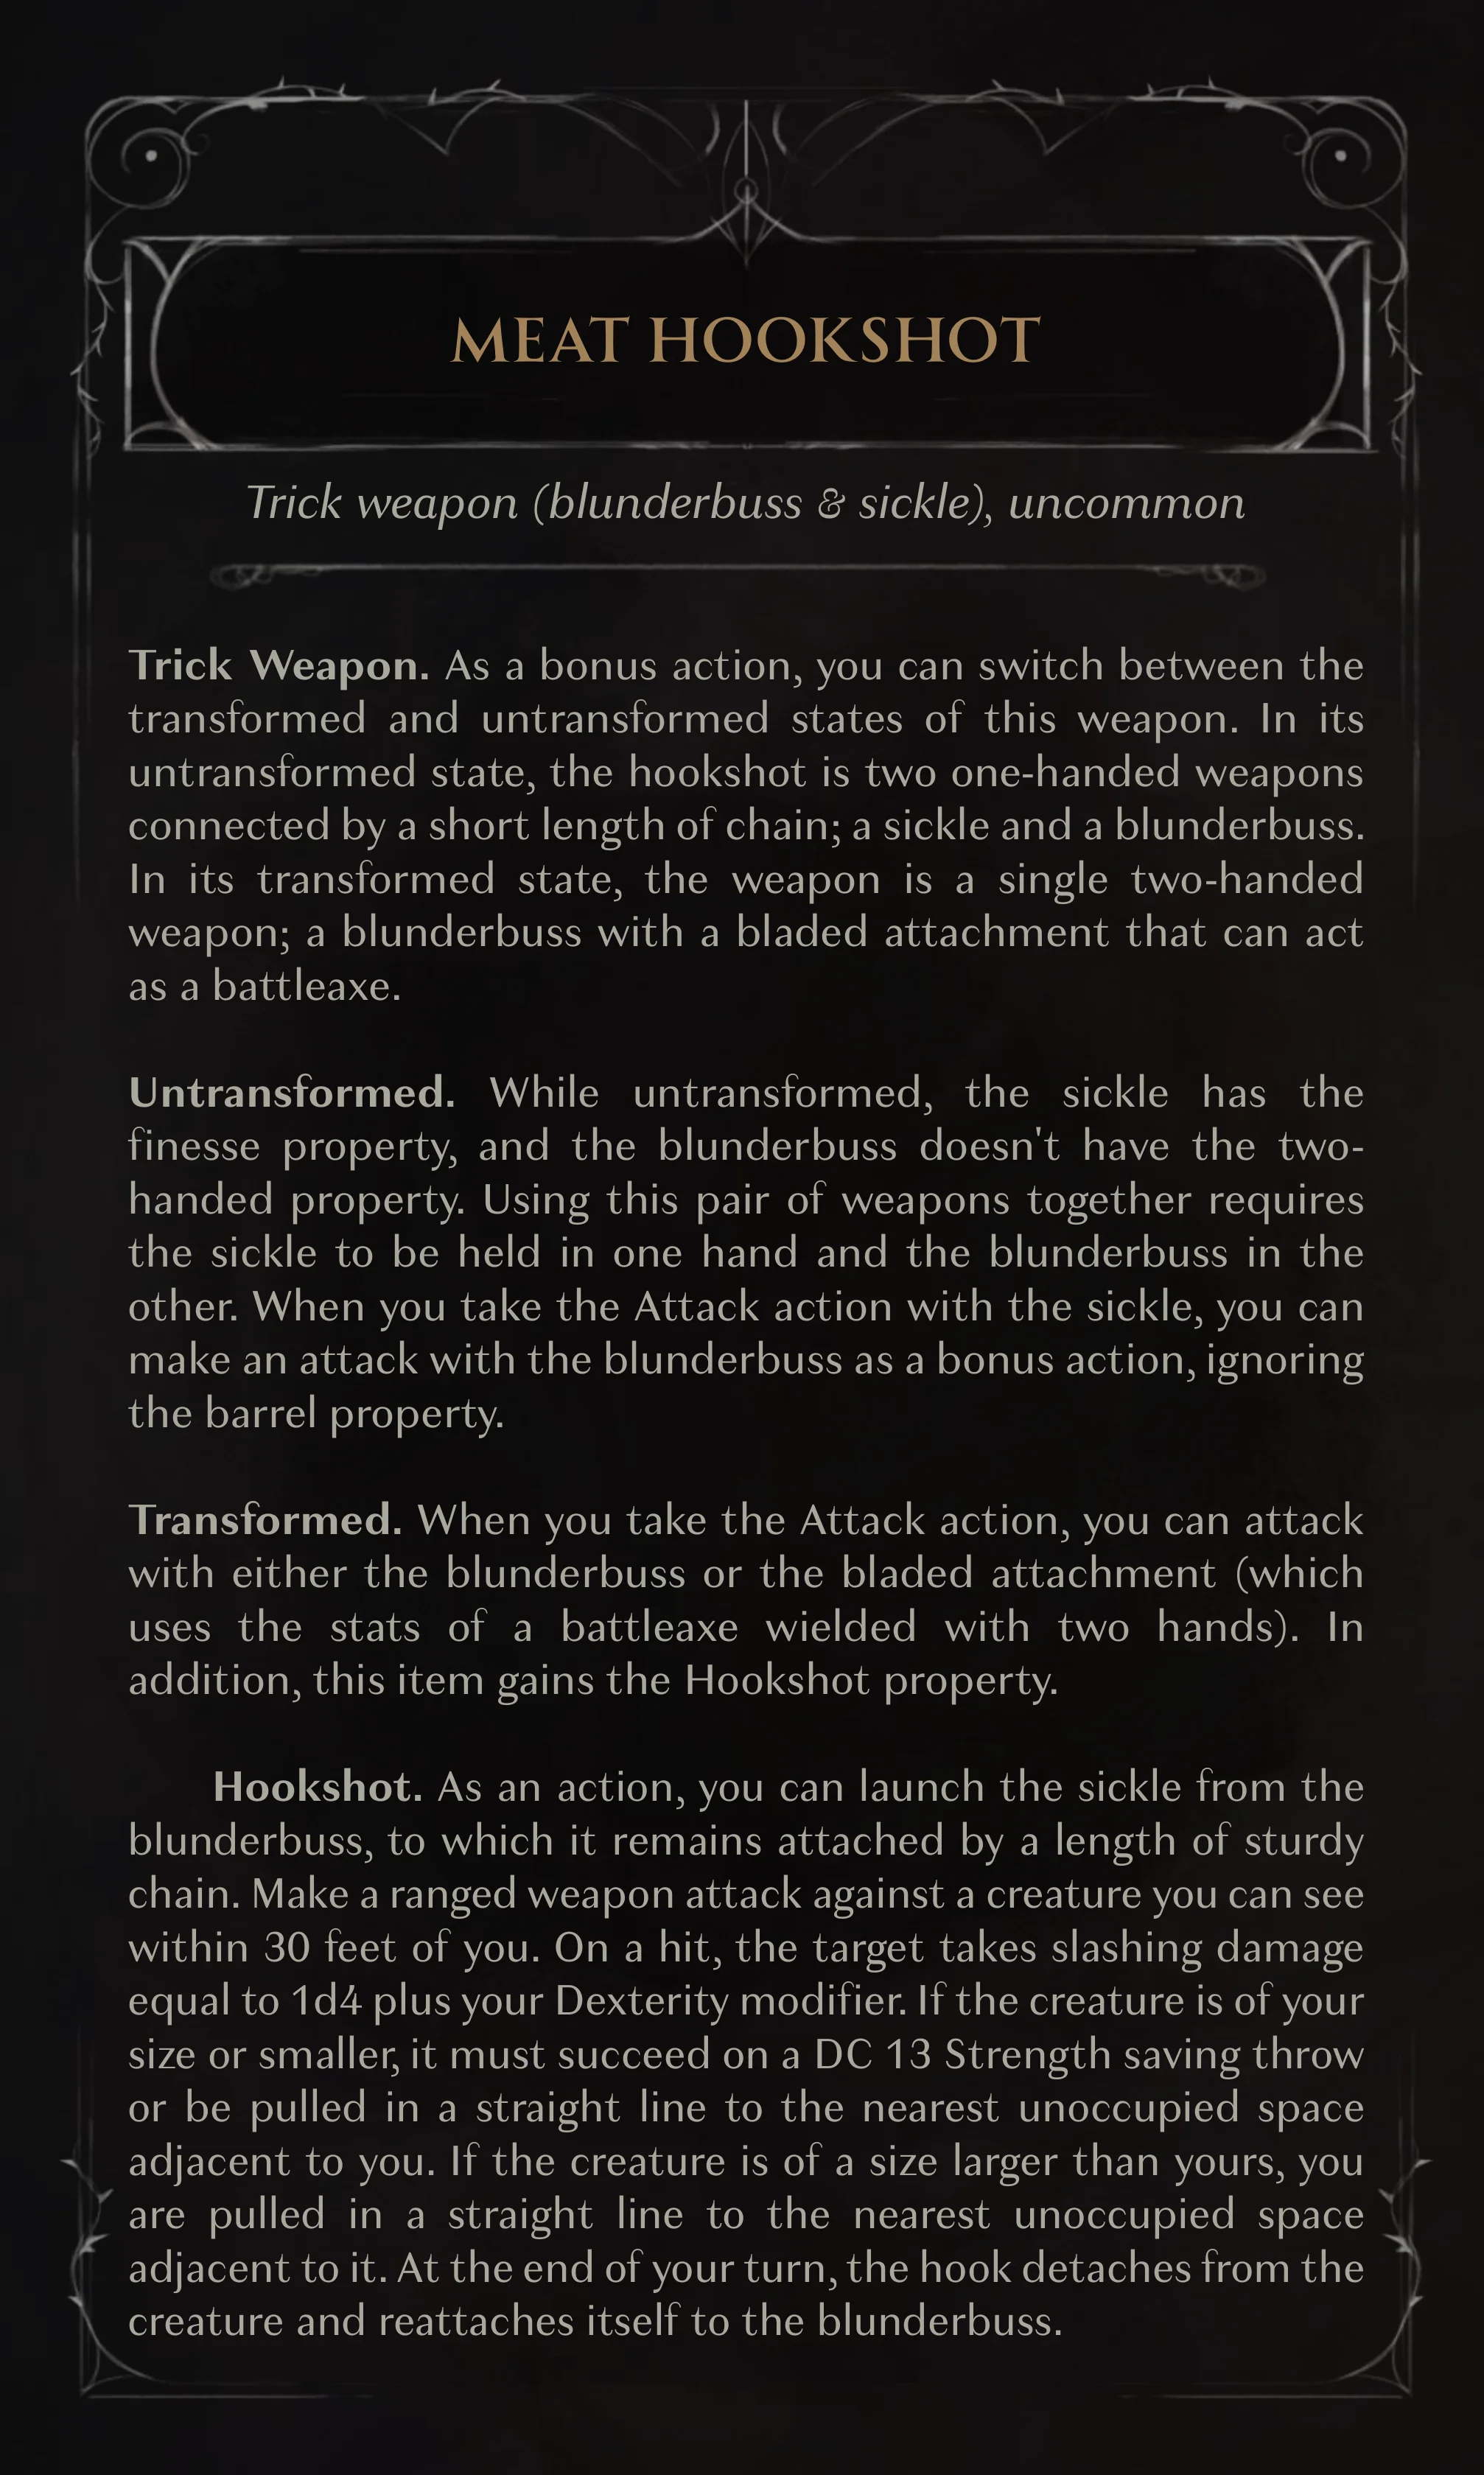 MEAT HOOKSHOT
Trick weapon (blunderbuss & sickle), uncommon
Trick Weapon. As a bonus action, you can switch between the
transformed and untransformed states of this weapon. In its
untransformed state, the hookshot is two one-handed weapons
connected by a short length of chain; a sickle and a blunderbuss.
In its transformed state, the weapon is a single two-handed
weapon; a blunderbuss with a bladed attachment that can act
as a battleaxe.
Untransformed. While untransformed, the sickle has the
finesse property, and the blunderbuss doesn't have the two-
handed property. Using this pair of weapons together requires
the sickle to be held in one hand and the blunderbuss in the
other. When you take the Attack action with the sickle, you can
make an attack with the blunderbuss as a bonus action, ignoring
the barrel property.
Transformed. When you take the Attack action, you can attack
with either the blunderbuss or the bladed attachment (which
uses the stats of a battleaxe wielded with two hands). In
addition, this item gains the Hookshot property.
Hookshot. As an action, you can launch the sickle from the
blunderbuss, to which it remains attached by a length of sturdy
chain. Make a ranged weapon attack against a creature you can see
within 30 feet of you. On a hit, the target takes slashing damage
equal to 1d4 plus your Dexterity modifier. If the creature is of your
size or smaller, it must succeed on a DC 13 Strength saving throw
or be pulled in a straight line to the nearest unoccupied space
adjacent to you. If the creature is of a size larger than yours, you
are pulled in a straight line to the nearest unoccupied space
adjacent to it. At the end of your turn, the hook detaches from the
creature and reattaches itself to the blunderbuss.